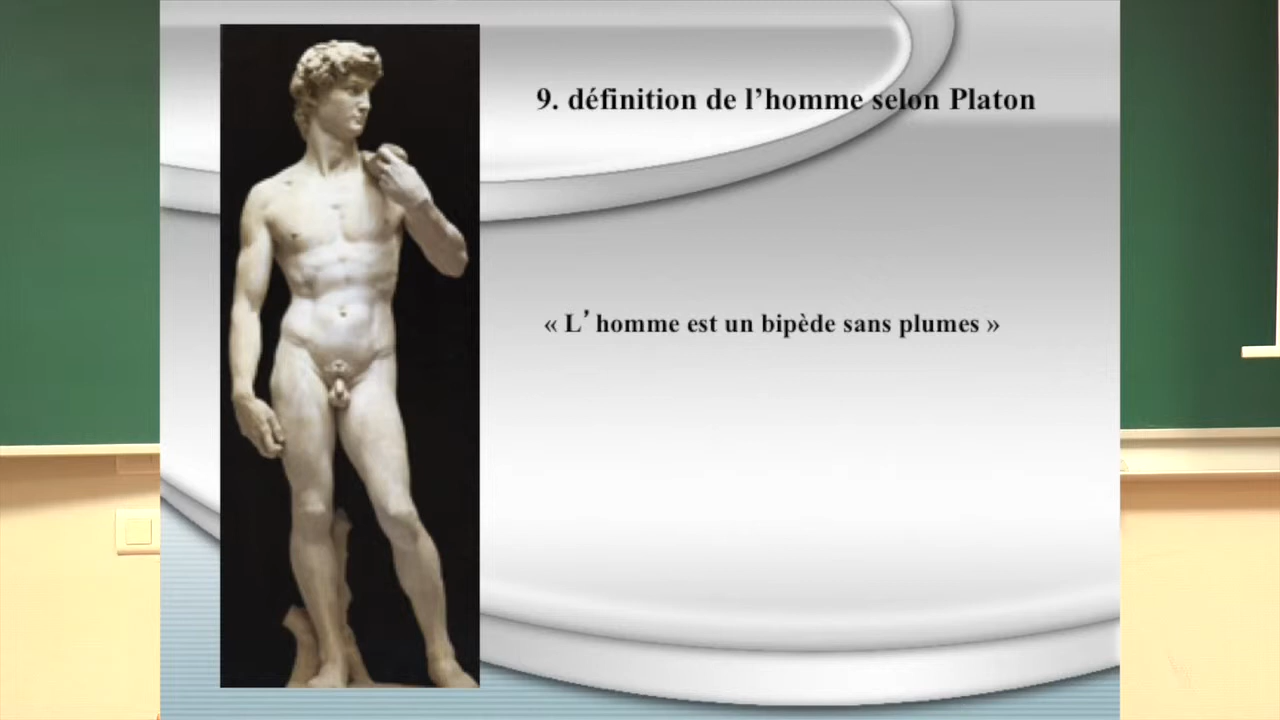 9. définition de l’homme selon Platon
« L’homme est un bipède sans plumes »